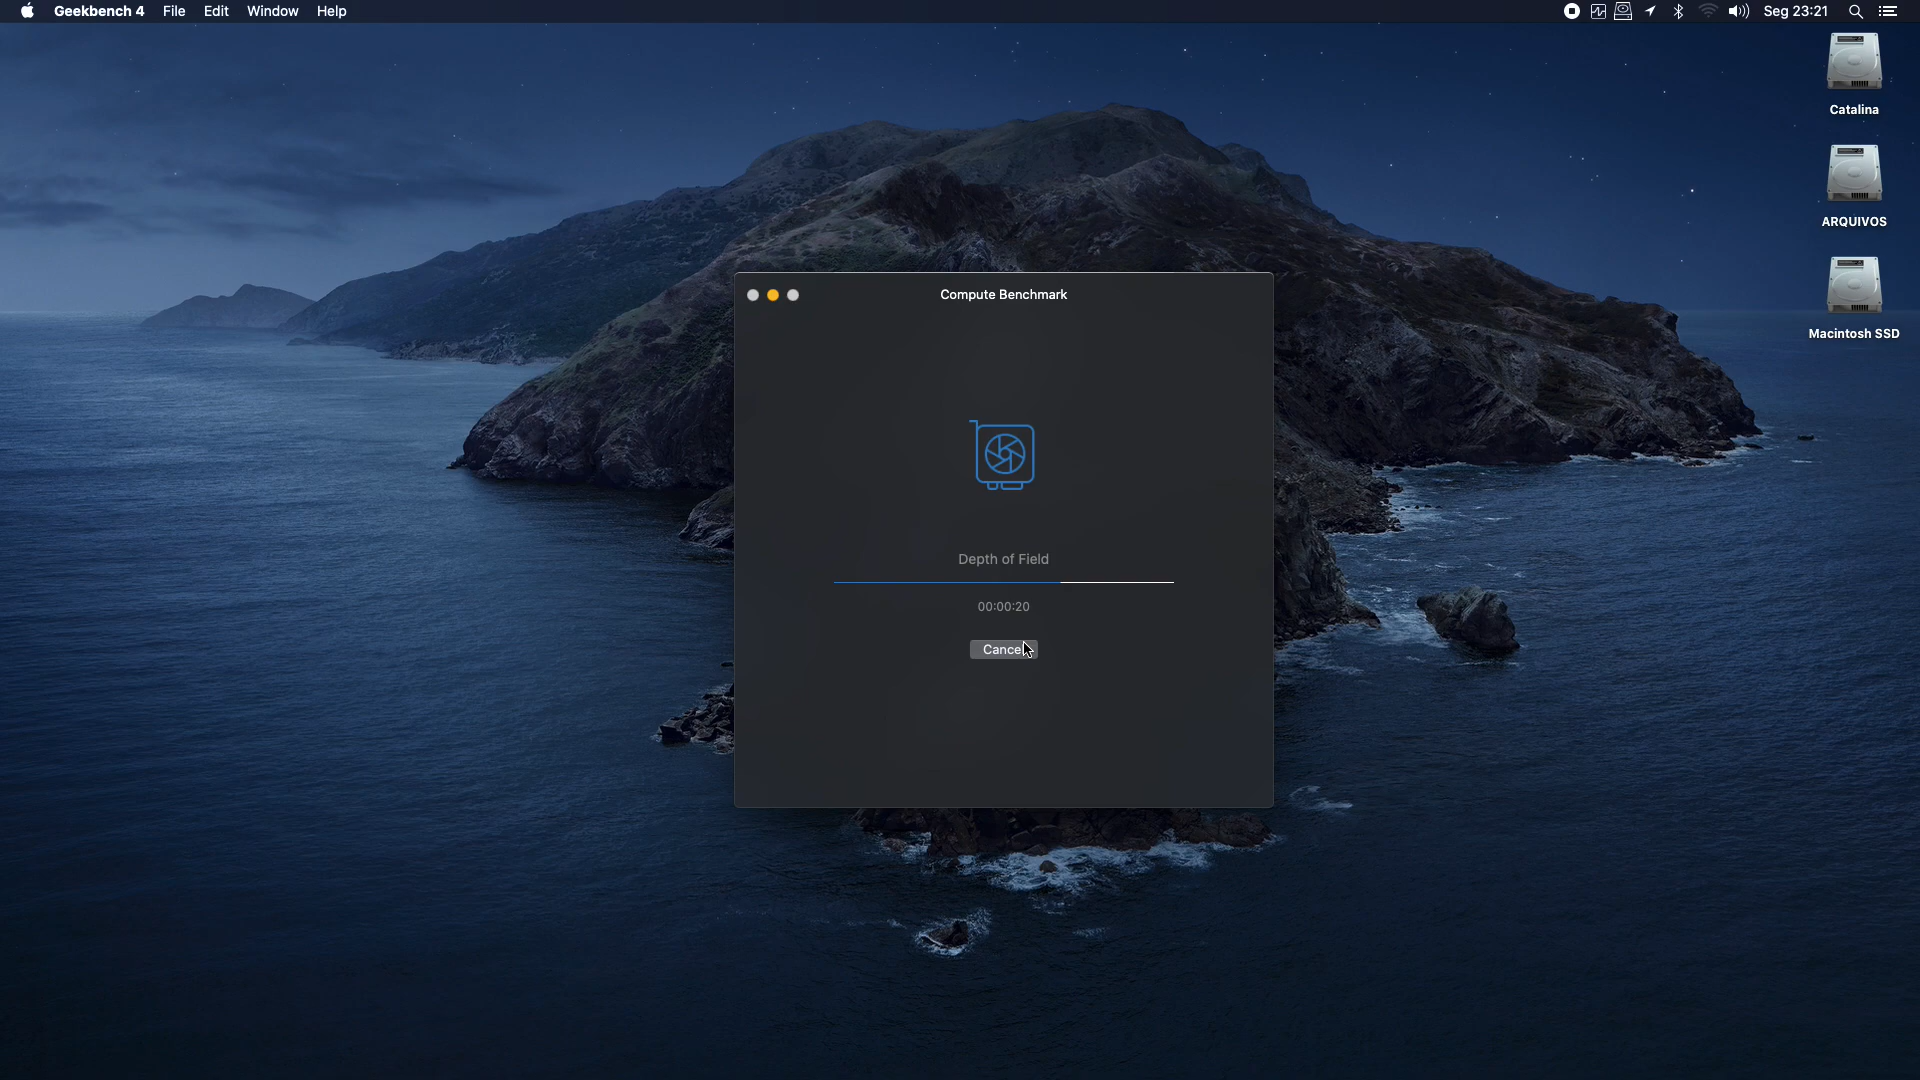 Geekbench 4 File Edit Window Help Seg 23:21
Catalina
ARQUIVOS
Macintosh SSD
Compute Benchmark
Depth of Field
00:00:20
Cancel